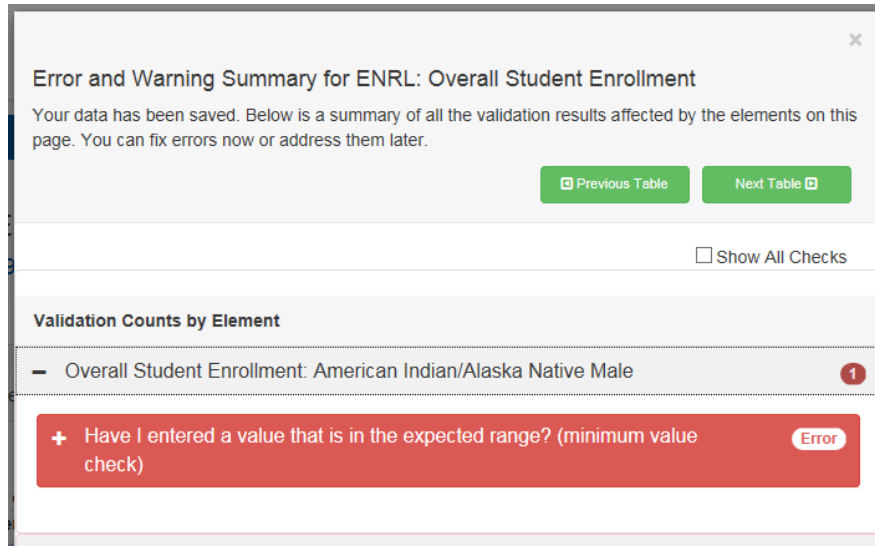 ×
Error and Warning Summary for ENRL: Overall Student Enrollment
Your data has been saved. Below is a summary of all the validation results affected by the elements on this
page. You can fix errors now or address them later.
Previous Table
Next Table
Show All Checks
Validation Counts by Element
− Overall Student Enrollment: American Indian/Alaska Native Male
1
+ Have I entered a value that is in the expected range? (minimum value
check)
Error